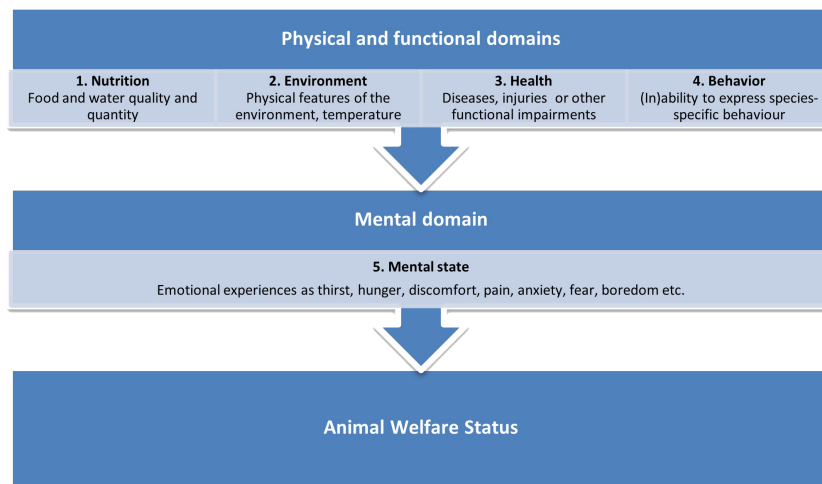 Physical and functional domains
1. Nutrition
Food and water quality and
quantity
2. Environment
Physical features of the
environment, temperature
3. Health
Diseases, injuries or other
functional impairments
4. Behavior
(In)ability to express species-
specific behaviour
Mental domain
5. Mental state
Emotional experiences as thirst, hunger, discomfort, pain, anxiety, fear, boredom etc.
Animal Welfare Status